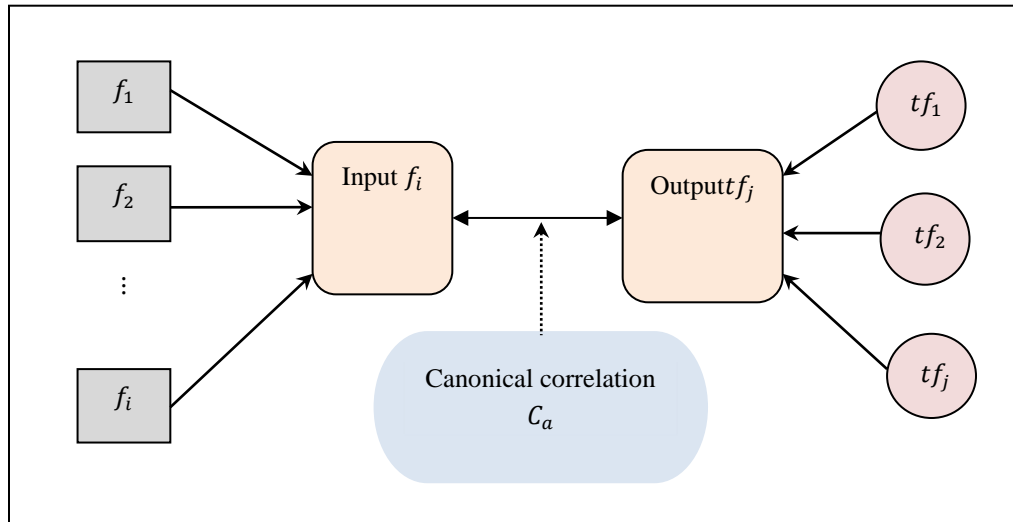 f₁
f₂
⋮
fᵢ
Input fᵢ
Outputtfⱼ
Canonical correlation
Cₐ
tf₁
tf₂
tfⱼ